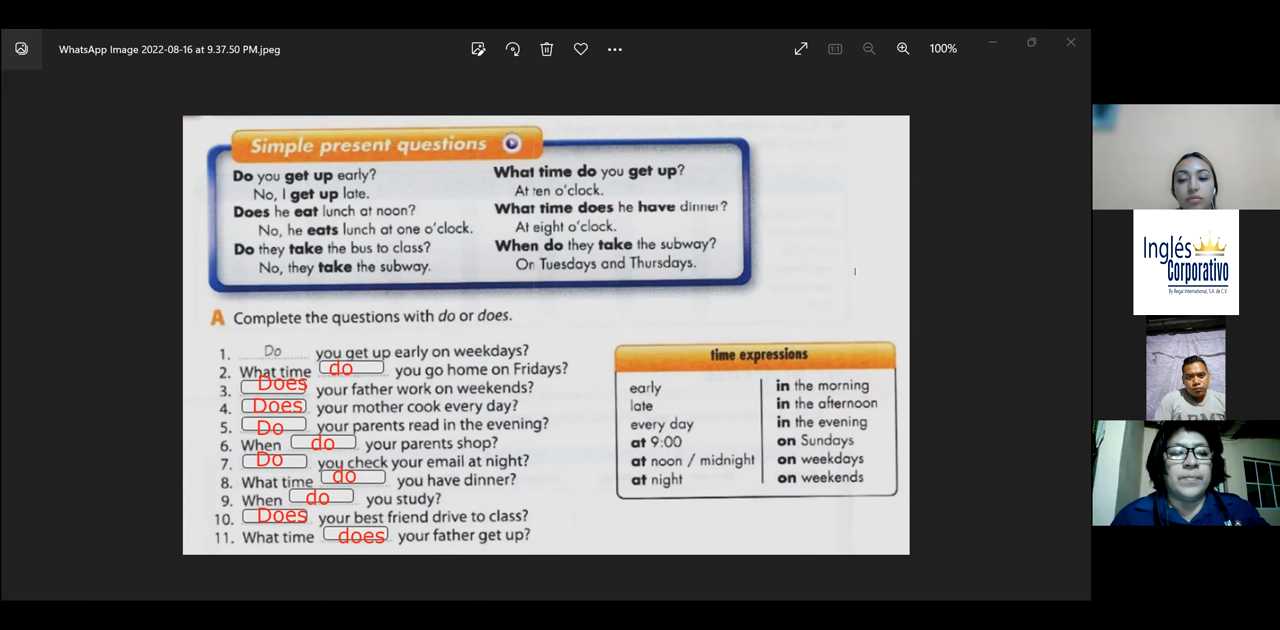 WhatsApp Image 2022-08-16 at 9.37.50 PM.jpeg
100%
Simple present questions
Do you get up early?
No, I get up late.
Does he eat lunch at noon?
No, he eats lunch at one o'clock.
Do they take the bus to class?
No, they take the subway.
What time do you get up?
At ten o'clock.
What time does he have dinner?
At eight o'clock.
When do they take the subway?
On Tuesdays and Thursdays.
A Complete the questions with do or does.
1. Do you get up early on weekdays?
2. What time do you go home on Fridays?
3. Does your father work on weekends?
4. Does your mother cook every day?
5. Do your parents read in the evening?
6. When do your parents shop?
7. Do you check your email at night?
8. What time do you have dinner?
9. When do you study?
10. Does your best friend drive to class?
11. What time does your father get up?
time expressions
early
late
every day
at 9:00
at noon / midnight
at night
in the morning
in the afternoon
in the evening
on Sundays
on weekdays
on weekends
Inglés
Corporativo
By Regal International, S.A. de C.V.